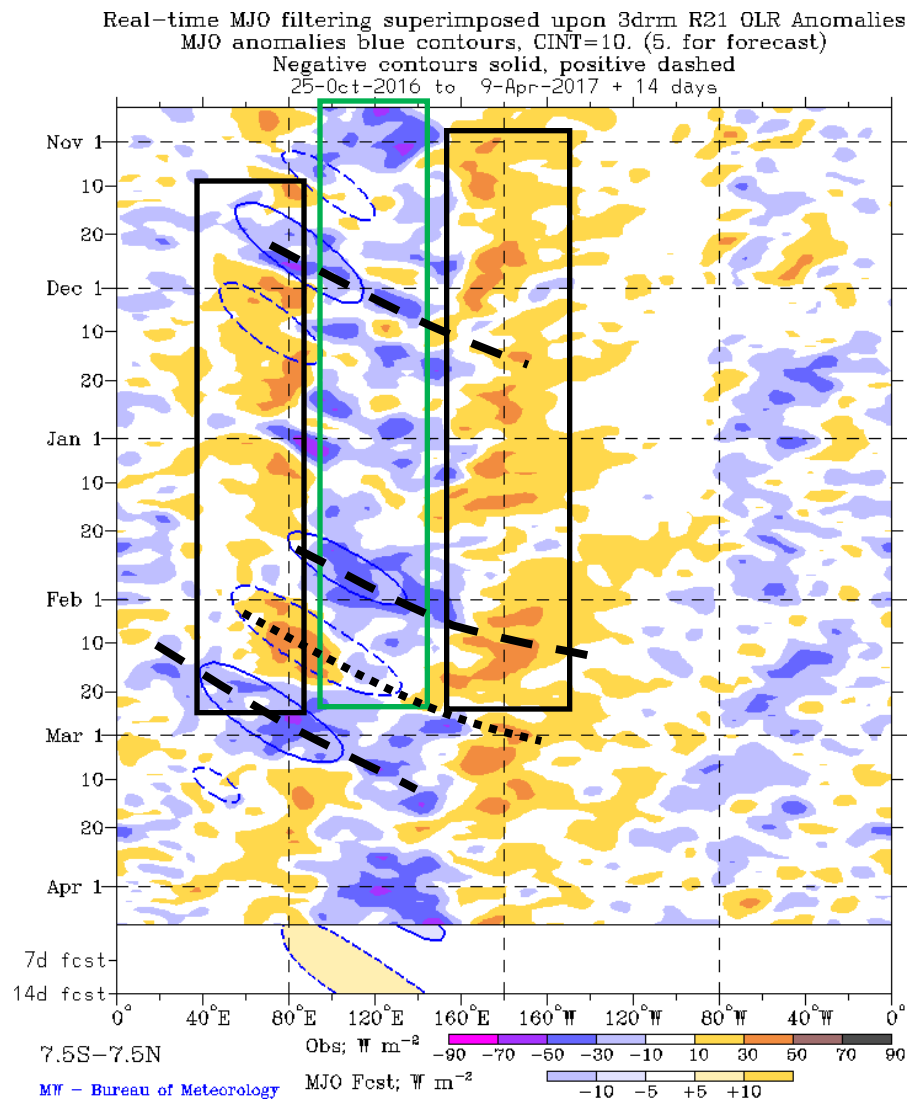 Real-time MJO filtering superimposed upon 3drm R21 OLR Anomalies
MJO anomalies blue contours, CINT=10. (5. for forecast)
Negative contours solid, positive dashed
25-Oct-2016 to 9-Apr-2017 + 14 days
Nov 1
10
20
Dec 1
10
20
Jan 1
10
20
Feb 1
10
20
Mar 1
10
20
Apr 1
7d fcst
14d fcst
0° 40°E 80°E 120°E 160°E 160°W 120°W 80°W 40°W 0°
7.5S-7.5N
Obs; W m⁻²
-90 -70 -50 -30 -10 10 30 50 70 90
MW - Bureau of Meteorology
MJO Fcst; W m⁻²
-10 -5 +5 +10